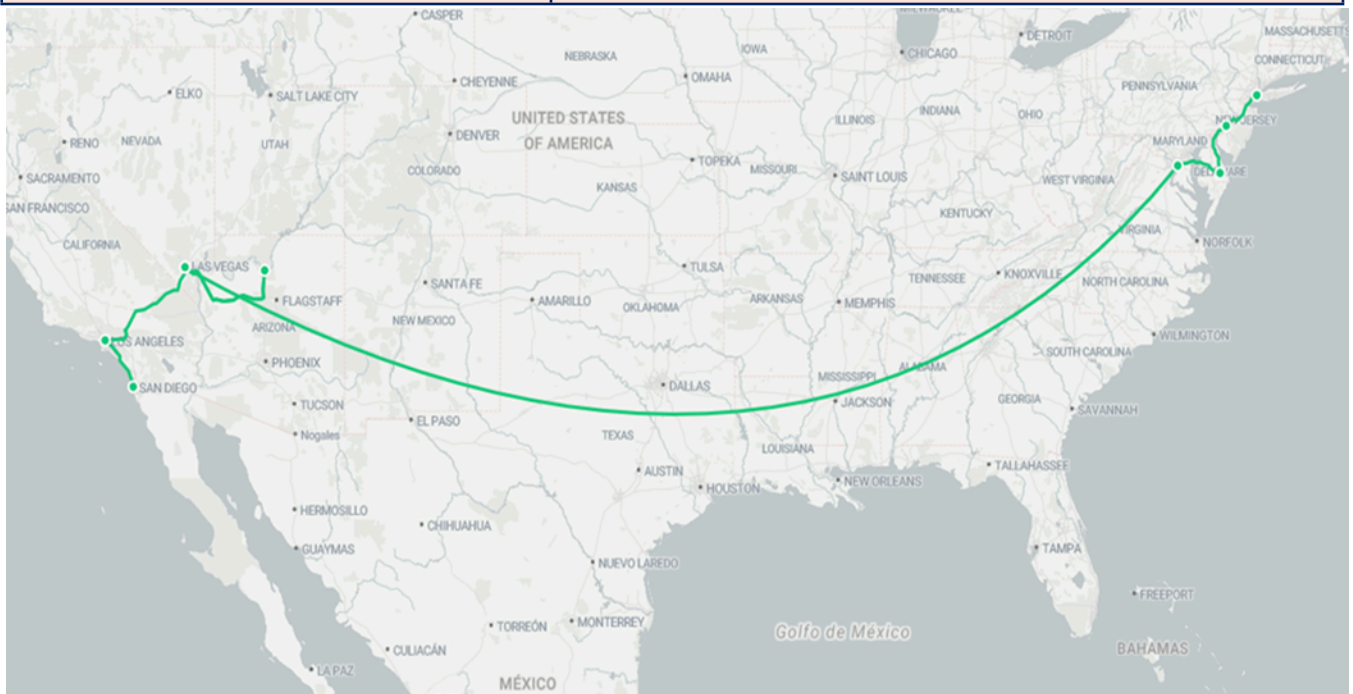 MILWAUKEE
CASPER
DETROIT
MASSACHUSETTS
NEBRASKA
IOWA
CHICAGO
CONNECTICUT
CHEYENNE
OMAHA
PENNSYLVANIA
ELKO
SALT LAKE CITY
UNITED STATES
OF AMERICA
INDIANA
OHIO
ILLINOIS
NEW JERSEY
RENO
NEVADA
UTAH
DENVER
MARYLAND
TOPEKA
MISSOURI
COLORADO
SAINT LOUIS
WEST VIRGINIA
DELAWARE
SACRAMENTO
KANSAS
SAN FRANCISCO
KENTUCKY
VIRGINIA
CALIFORNIA
NORFOLK
LAS VEGAS
TULSA
KNOXVILLE
TENNESSEE
NORTH CAROLINA
SANTA FE
FLAGSTAFF
AMARILLO
OKLAHOMA
ARKANSAS
MEMPHIS
NEW MEXICO
ARIZONA
LOS ANGELES
WILMINGTON
SOUTH CAROLINA
PHOENIX
ALABAMA
MISSISSIPPI
SAN DIEGO
DALLAS
GEORGIA
TUCSON
JACKSON
SAVANNAH
EL PASO
Nogales
TEXAS
LOUISIANA
TALLAHASSEE
AUSTIN
HOUSTON
NEW ORLEANS
HERMOSILLO
CHIHUAHUA
GUAYMAS
TAMPA
NUEVO LAREDO
FREEPORT
TORREÓN
MONTERREY
Golfo de México
CULIACÁN
BAHAMAS
LA PAZ
MÉXICO